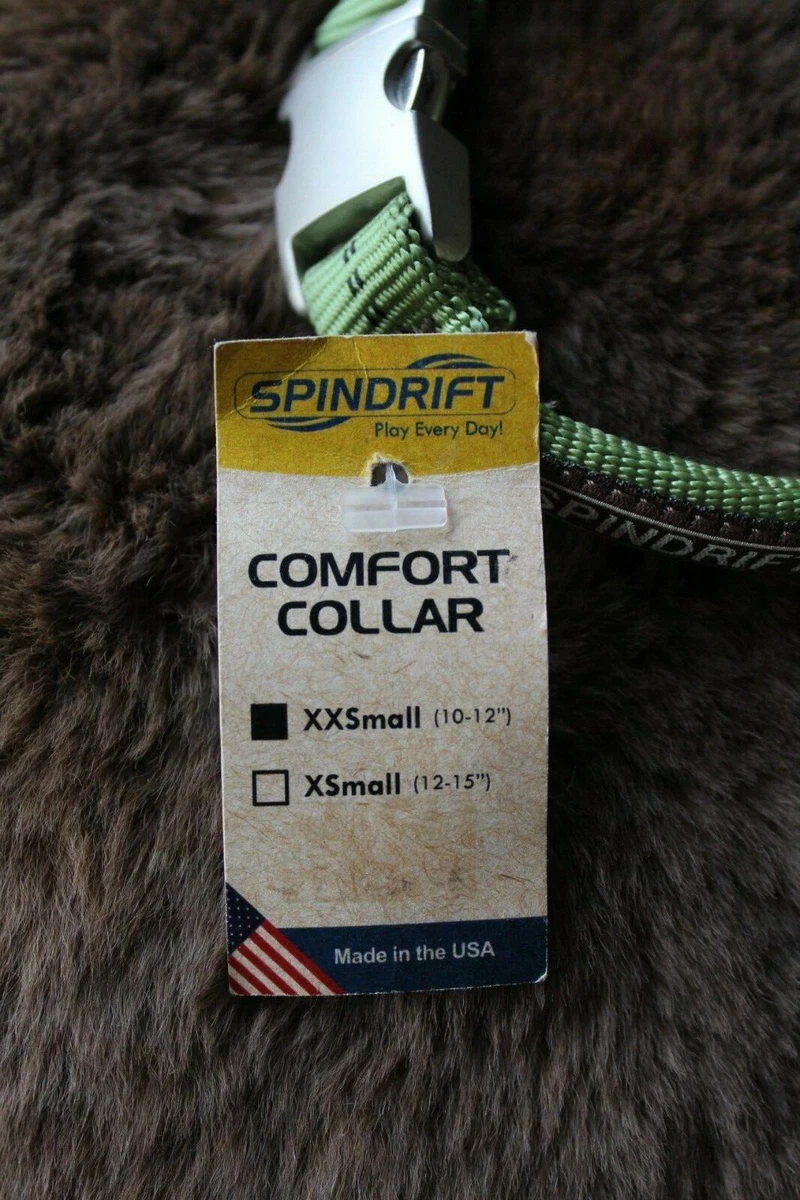 SPINDRIFT
Play Every Day!
COMFORT
COLLAR
XXSmall (10-12")
XSmall (12-15")
Made in the USA
SPINDRIFT